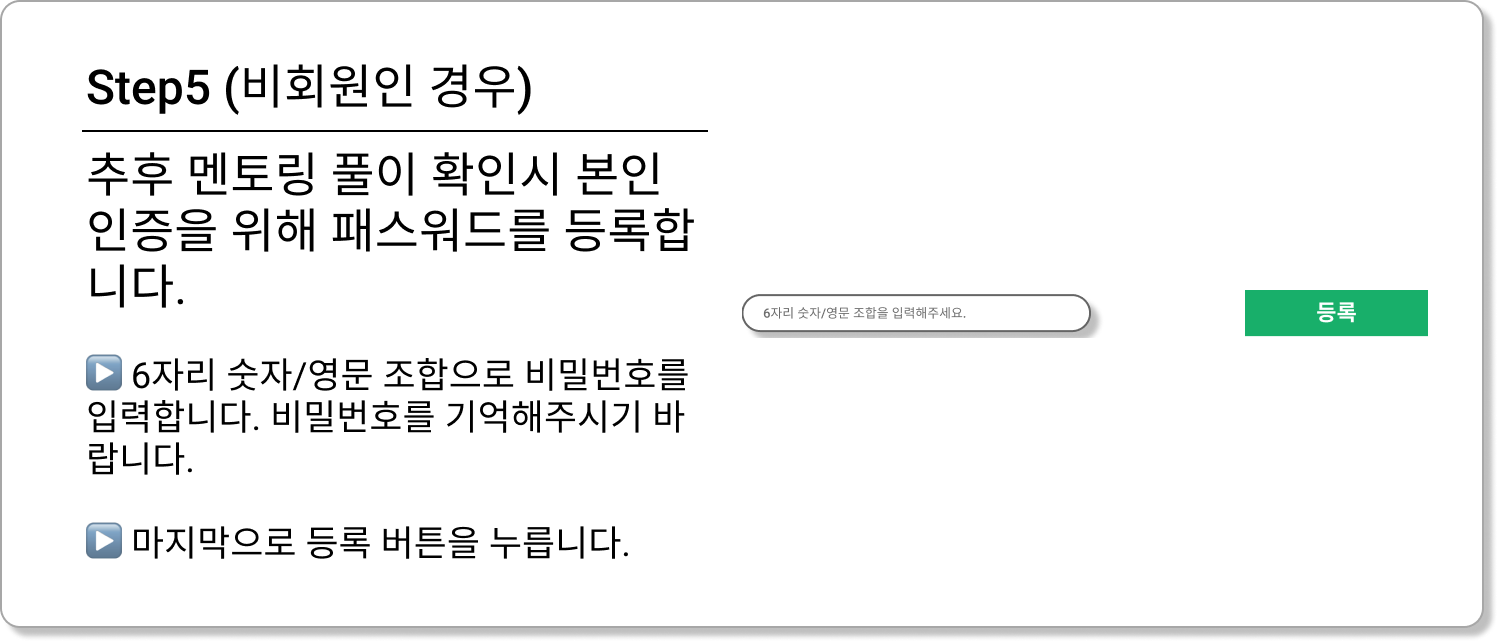 Step5 (비회원인 경우)
추후 멘토링 풀이 확인시 본인
인증을 위해 패스워드를 등록합
니다.
▶️ 6자리 숫자/영문 조합으로 비밀번호를
입력합니다. 비밀번호를 기억해주시기 바
랍니다.
▶️ 마지막으로 등록 버튼을 누릅니다.
6자리 숫자/영문 조합을 입력해주세요.
등록